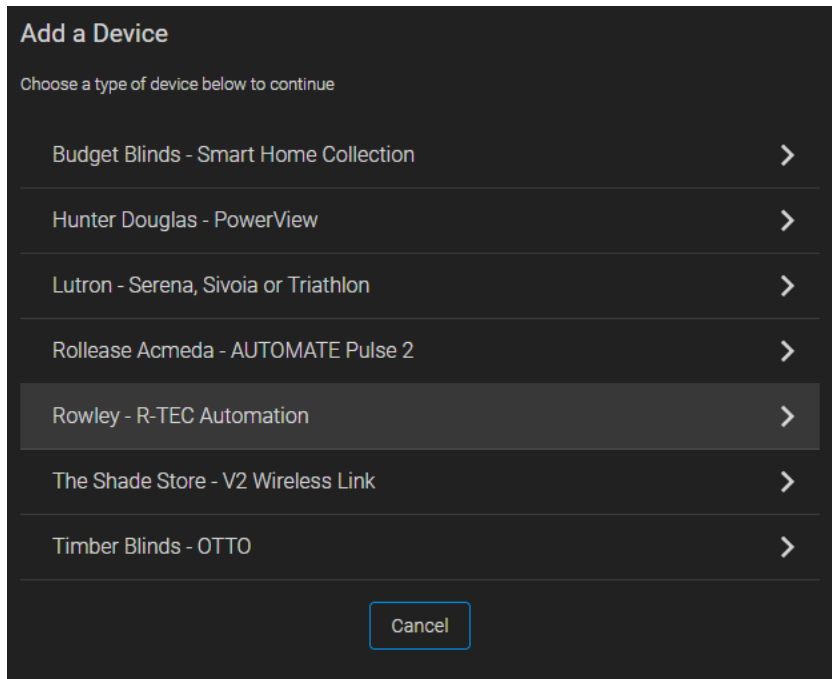 Add a Device
Choose a type of device below to continue
Budget Blinds - Smart Home Collection
Hunter Douglas - PowerView
Lutron - Serena, Sivoia or Triathlon
Rollease Acmeda - AUTOMATE Pulse 2
Rowley - R-TEC Automation
The Shade Store - V2 Wireless Link
Timber Blinds - OTTO
Cancel